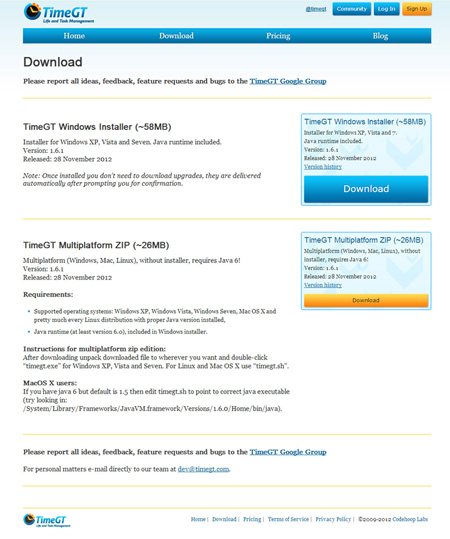 TimeGT
Life and Task Management
@timegt Community Log In Sign Up
Home Download Pricing Blog
Download
Please report all ideas, feedback, feature requests and bugs to the TimeGT Google Group
TimeGT Windows Installer (~58MB)
Installer for Windows XP, Vista and Seven. Java runtime included.
Version: 1.6.1
Released: 28 November 2012
Note: Once installed you don't need to download upgrades, they are delivered
automatically after prompting you for confirmation.
TimeGT Windows Installer (~58MB)
Installer for Windows XP, Vista and 7.
Java runtime included.
Version: 1.6.1
Released: 28 November 2012
Version history
Download
TimeGT Multiplatform ZIP (~26MB)
Multiplatform (Windows, Mac, Linux), without installer, requires Java 6!
Version: 1.6.1
Released: 28 November 2012
Requirements:
Supported operating systems: Windows XP, Windows Vista, Windows Seven, Mac OS X and
pretty much every Linux distribution with proper Java version installed,
Java runtime (at least version 6.0), included in Windows installer.
Instructions for multiplatform zip edition:
After downloading unpack downloaded file to wherever you want and double-click
"timegt.exe" for Windows XP, Vista and Seven. For Linux and Mac OS X use "timegt.sh".
MacOS X users:
If you have java 6 but default is 1.5 then edit timegt.sh to point to correct java executable
(try looking in:
/System/Library/Frameworks/JavaVM.framework/Versions/1.6.0/Home/bin/java).
TimeGT Multiplatform ZIP (~26MB)
Multiplatform (Windows, Mac, Linux), without
installer, requires Java 6!
Version: 1.6.1
Released: 28 November 2012
Version history
Download
Please report all ideas, feedback, feature requests and bugs to the TimeGT Google Group
For personal matters e-mail directly to our team at dev@timegt.com.
TimeGT
Life and Task Management
Home | Download | Pricing | Terms of Service | Privacy Policy | ©2009-2012 Codehoop Labs